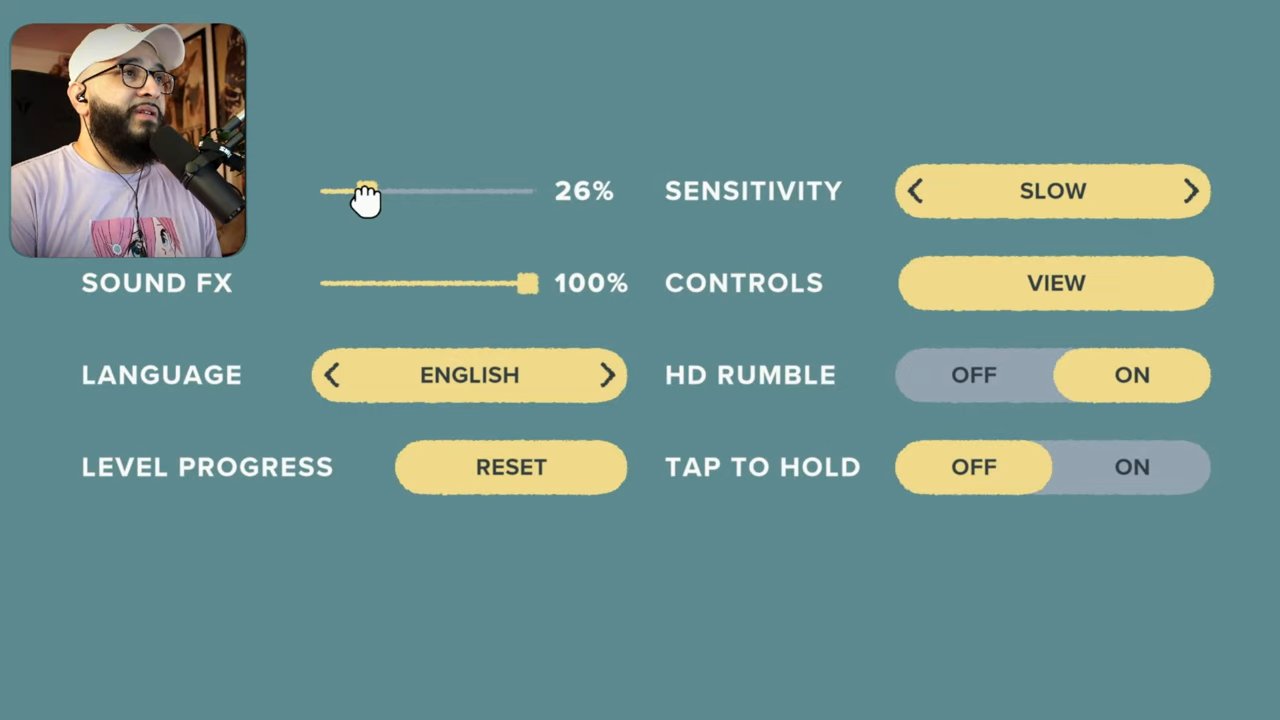 26%
SENSITIVITY
SLOW
SOUND FX
100%
CONTROLS
VIEW
LANGUAGE
ENGLISH
HD RUMBLE
OFF
ON
LEVEL PROGRESS
RESET
TAP TO HOLD
OFF
ON